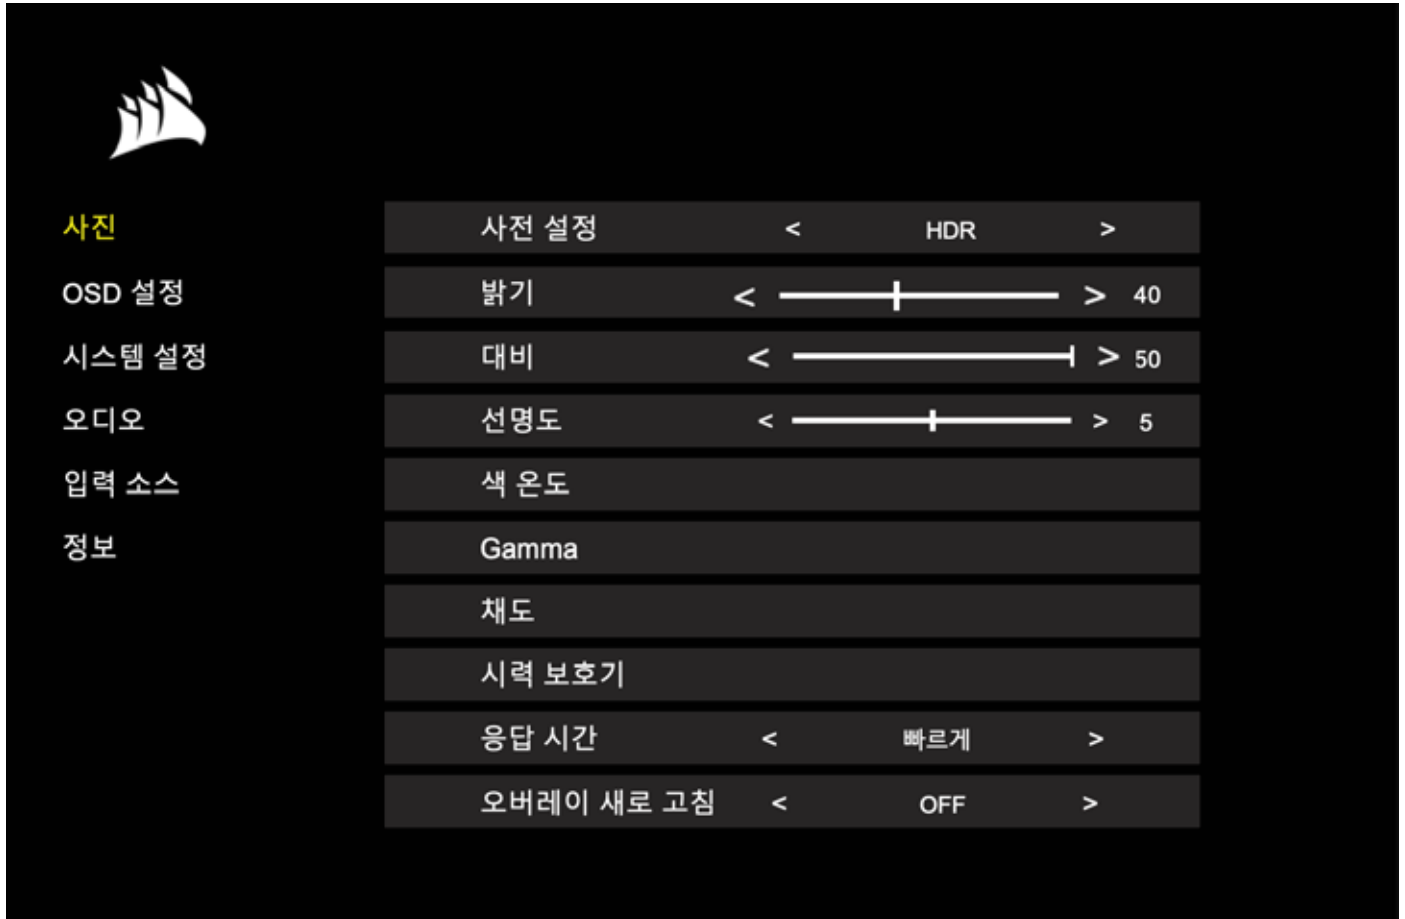 사진
OSD 설정
시스템 설정
오디오
입력 소스
정보
사전 설정 < HDR >
밝기 < > 40
대비 < > 50
선명도 < > 5
색 온도
Gamma
채도
시력 보호기
응답 시간 < 빠르게 >
오버레이 새로 고침 < OFF >